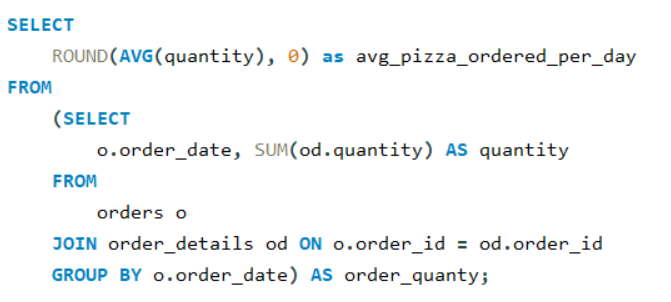 SELECT
ROUND(AVG(quantity), 0) as avg_pizza_ordered_per_day
FROM
(SELECT
o.order_date, SUM(od.quantity) AS quantity
FROM
orders o
JOIN order_details od ON o.order_id = od.order_id
GROUP BY o.order_date) AS order_quanty;